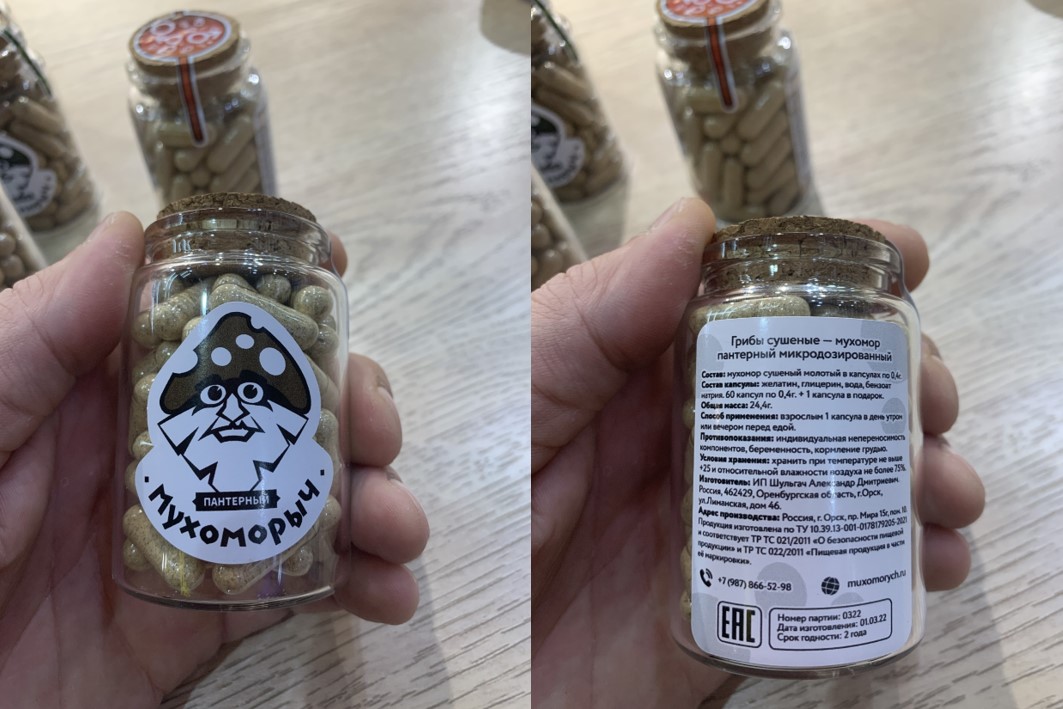 ПАНТЕРНЫЙ
МУХОМОРЫЧ
Грибы сушеные — мухомор
пантерный микродозированный
Состав: мухомор сушеный молотый в капсулах по 0,4г.
Состав капсулы: желатин, глицерин, вода, бензоат
натрия. 60 капсул по 0,4г. + 1 капсула в подарок.
Общая масса: 24,4г.
Способ применения: взрослым 1 капсула в день утром
или вечером перед едой.
Противопоказания: индивидуальная непереносимость
компонентов, беременность, кормление грудью.
Условия хранения: хранить при температуре не выше
+25 и относительной влажности воздуха не более 75%.
Изготовитель: ИП Шульгач Александр Дмитриевич.
Россия, 462429, Оренбургская область, г.Орск,
ул.Лиманская, дом 46.
Адрес производства: Россия, г. Орск, пр. Мира 15г, пом. 10.
Продукция изготовлена по ТУ 10.39.13-001-0178179205-2021
и соответствует ТР ТС 021/2011 «О безопасности пищевой
продукции» и ТР ТС 022/2011 «Пищевая продукция в части
её маркировки».
+7 (987) 866-52-98
muxomorych.ru
EAC
Номер партии: 0322
Дата изготовления: 01.03.22
Срок годности: 2 года